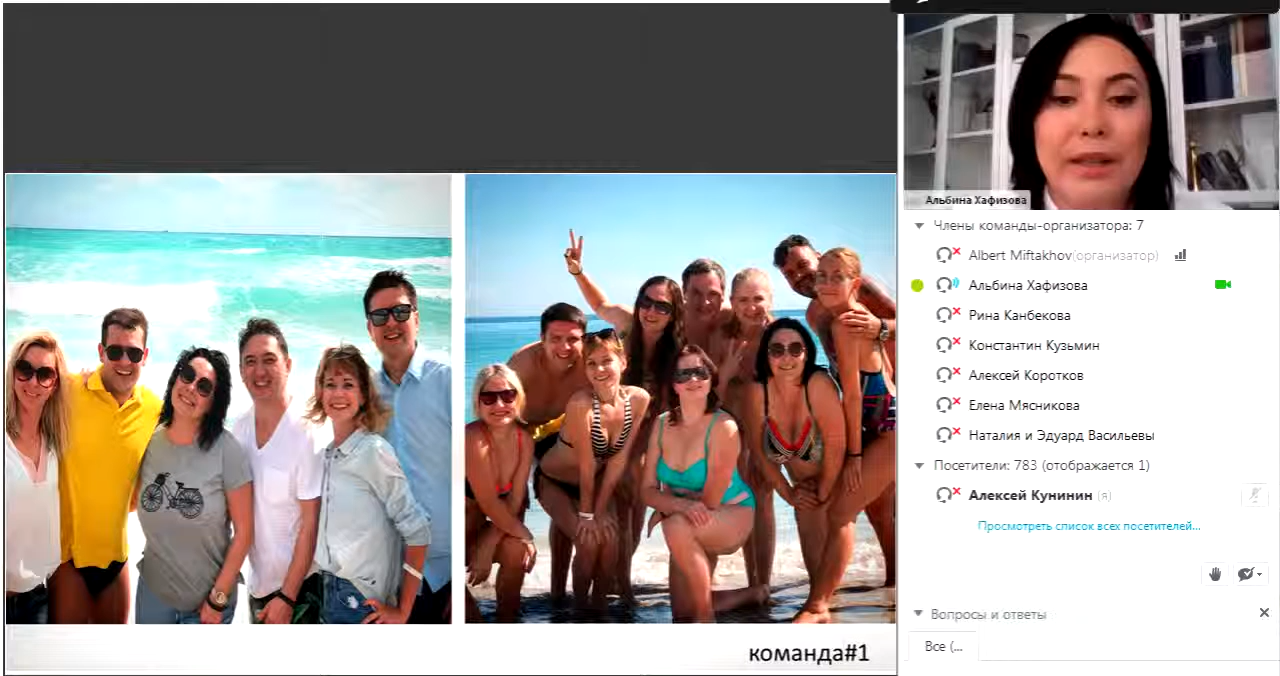 команда#1
Альбина Хафизова
Члены команды-организатора: 7
Albert Miftakhov(организатор)
Альбина Хафизова
Рина Канбекова
Константин Кузьмин
Алексей Коротков
Елена Мясникова
Наталия и Эдуард Васильевы
Посетители: 783 (отображается 1)
Алексей Кунинин (я)
Просмотреть список всех посетителей...
Вопросы и ответы
Все (...